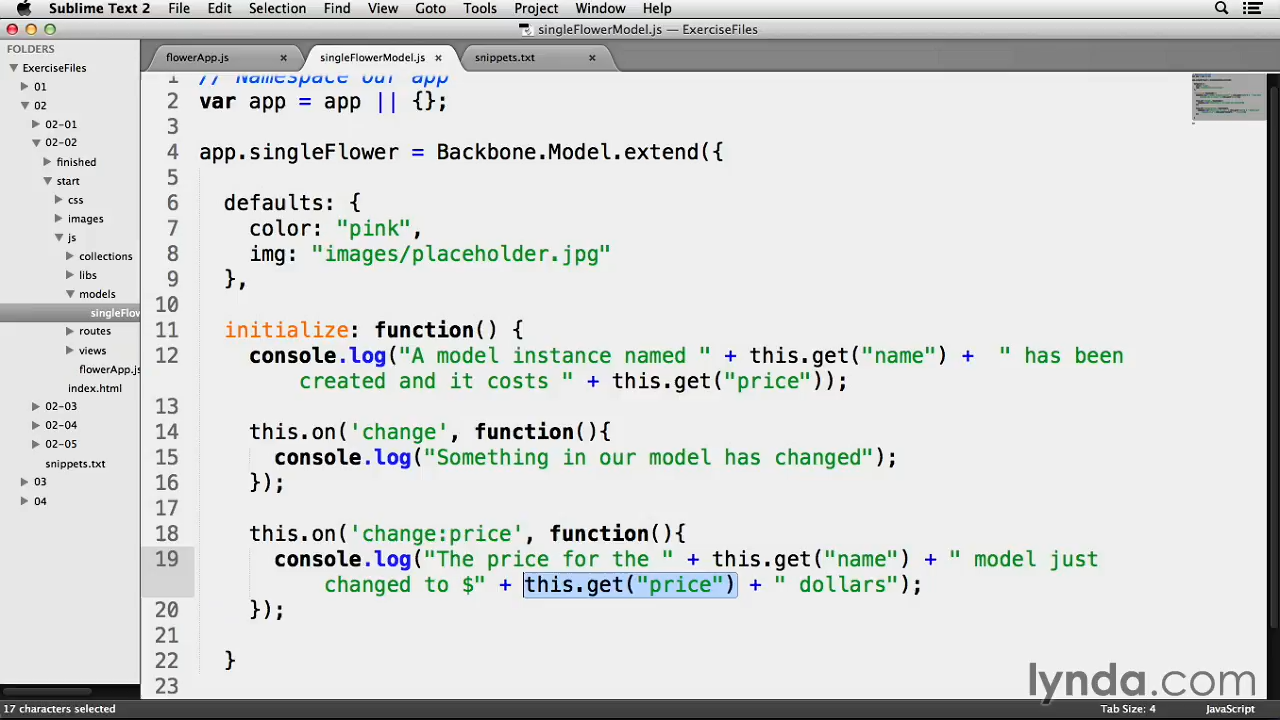 Sublime Text 2 File Edit Selection Find View Goto Tools Project Window Help
singleFlowerModel.js — ExerciseFiles
FOLDERS
ExerciseFiles
01
02
02-01
02-02
finished
start
css
images
js
collections
libs
models
singleFlow
routes
views
flowerApp.js
index.html
02-03
02-04
02-05
snippets.txt
03
04
flowerApp.js × singleFlowerModel.js × snippets.txt ×
1 // Namespace our app
2 var app = app || {};
3
4 app.singleFlower = Backbone.Model.extend({
5
6 defaults: {
7 color: "pink",
8 img: "images/placeholder.jpg"
9 },
10
11 initialize: function() {
12 console.log("A model instance named " + this.get("name") +  " has been
created and it costs " + this.get("price"));
13
14 this.on('change', function(){
15 console.log("Something in our model has changed");
16 });
17
18 this.on('change:price', function(){
19 console.log("The price for the " + this.get("name") + " model just
changed to $" + this.get("price") + " dollars");
20 });
21
22 }
23
lynda.com
17 characters selected
Tab Size: 4 JavaScript